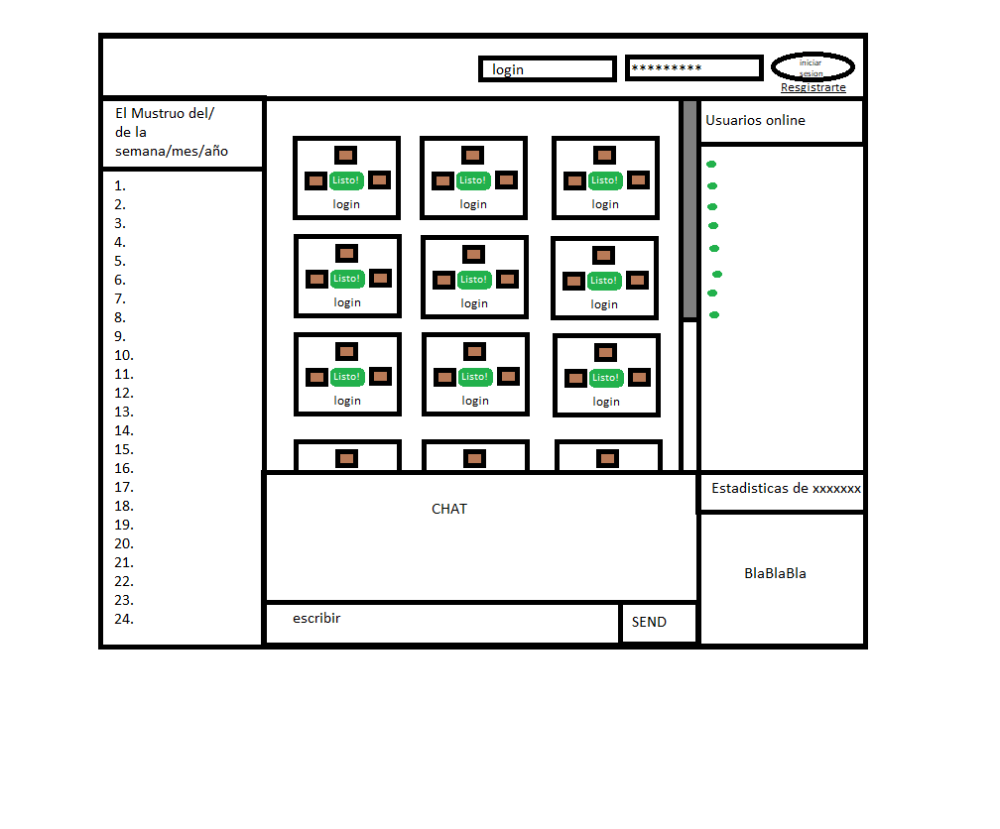 login
*********
iniciar
sesion
Resgistrarte
El Mustruo del/
de la
semana/mes/año
1.
2.
3.
4.
5.
6.
7.
8.
9.
10.
11.
12.
13.
14.
15.
16.
17.
18.
19.
20.
21.
22.
23.
24.
Listo!
login
Listo!
login
Listo!
login
Listo!
login
Listo!
login
Listo!
login
Listo!
login
Listo!
login
Listo!
login
Usuarios online
CHAT
escribir
SEND
Estadisticas de xxxxxxx
BlaBlaBla